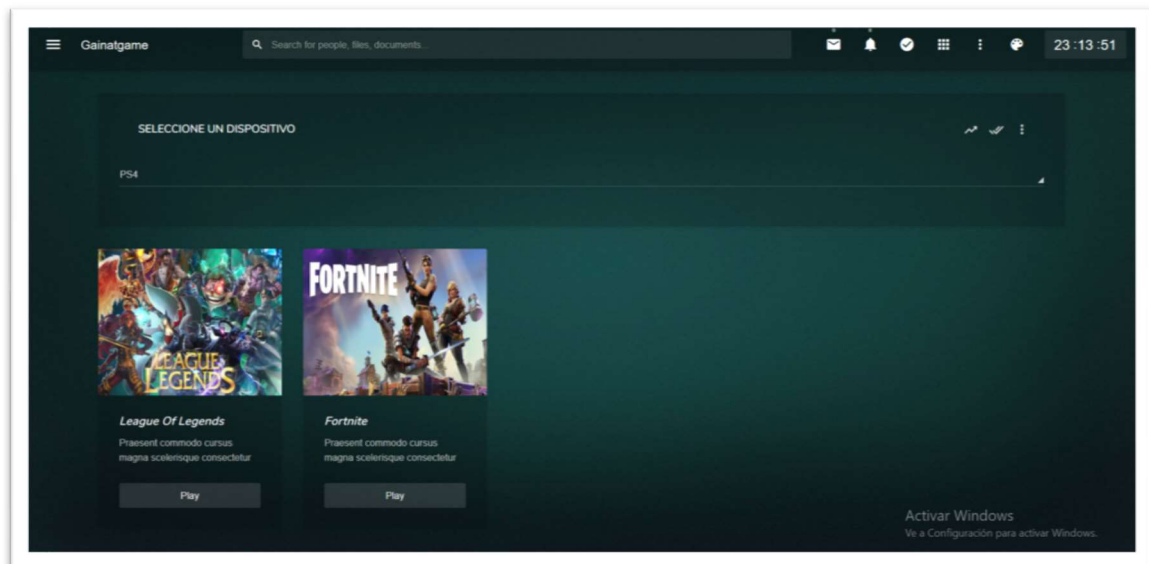 Gainatgame
Search for people, files, documents...
23 :13 :51
SELECCIONE UN DISPOSITIVO
PS4
LEAGUE
LEGENDS
FORTNITE
League Of Legends
Praesent commodo cursus
magna scelerisque consectetur
Play
Fortnite
Praesent commodo cursus
magna scelerisque consectetur
Play
Activar Windows
Ve a Configuración para activar Windows.